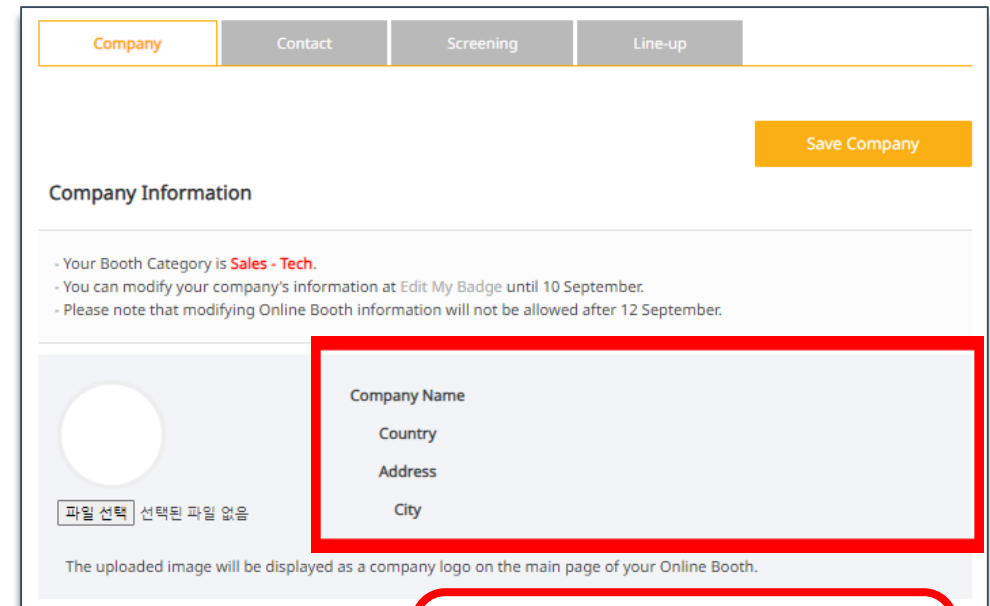 Company
Contact
Screening
Line-up
Save Company
Company Information
- Your Booth Category is Sales - Tech.
- You can modify your company's information at Edit My Badge until 10 September.
- Please note that modifying Online Booth information will not be allowed after 12 September.
Company Name
Country
Address
City
파일 선택 선택된 파일 없음
The uploaded image will be displayed as a company logo on the main page of your Online Booth.